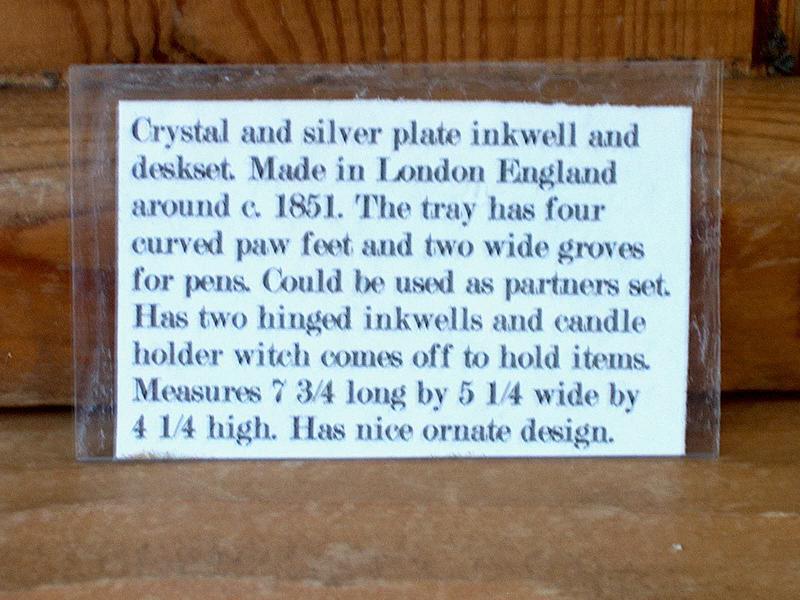 Crystal and silver plate inkwell and
deskset. Made in London England
around c. 1851. The tray has four
curved paw feet and two wide groves
for pens. Could be used as partners set.
Has two hinged inkwells and candle
holder witch comes off to hold items.
Measures 7 3/4 long by 5 1/4 wide by
4 1/4 high. Has nice ornate design.